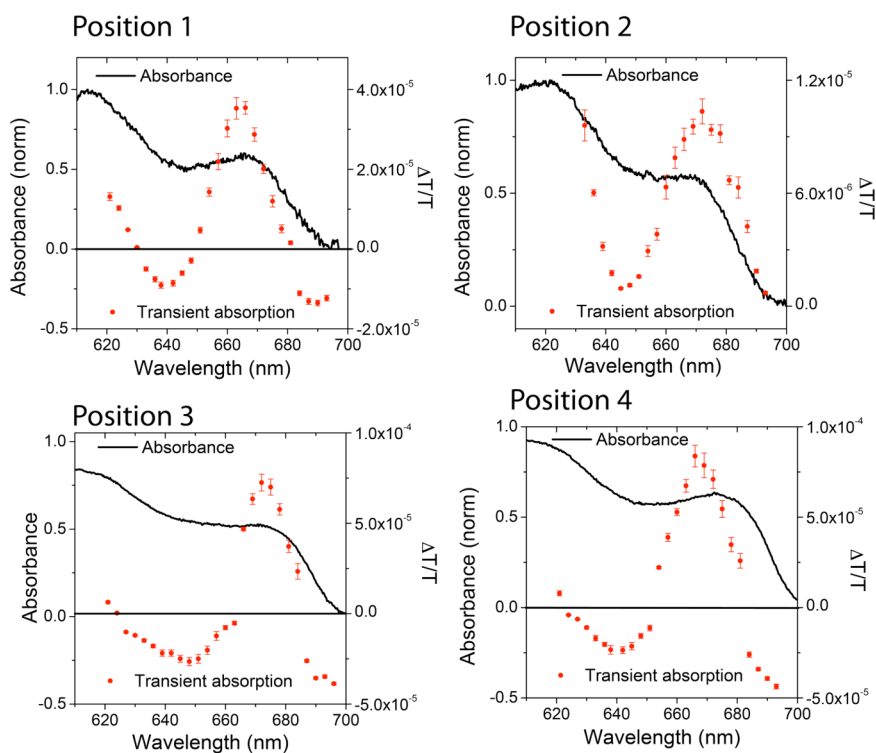 Position 1
Absorbance
Absorbance (norm)
1.0
0.5
0.0
-0.5
4.0x10⁻⁵
2.0x10⁻⁵
0.0
-2.0x10⁻⁵
ΔT/T
Transient absorption
620 640 660 680 700
Wavelength (nm)
Position 2
Absorbance
Absorbance (norm)
1.0
0.5
0.0
1.2x10⁻⁵
6.0x10⁻⁶
0.0
ΔT/T
Transient absorption
620 640 660 680 700
Wavelength (nm)
Position 3
Absorbance
Absorbance
1.0
0.5
0.0
-0.5
1.0x10⁻⁴
5.0x10⁻⁵
0.0
-5.0x10⁻⁵
ΔT/T
Transient absorption
620 640 660 680 700
Wavelength (nm)
Position 4
Absorbance
Absorbance (norm)
1.0
0.5
0.0
-0.5
1.0x10⁻⁴
5.0x10⁻⁵
0.0
-5.0x10⁻⁵
ΔT/T
Transient absorption
620 640 660 680 700
Wavelength (nm)